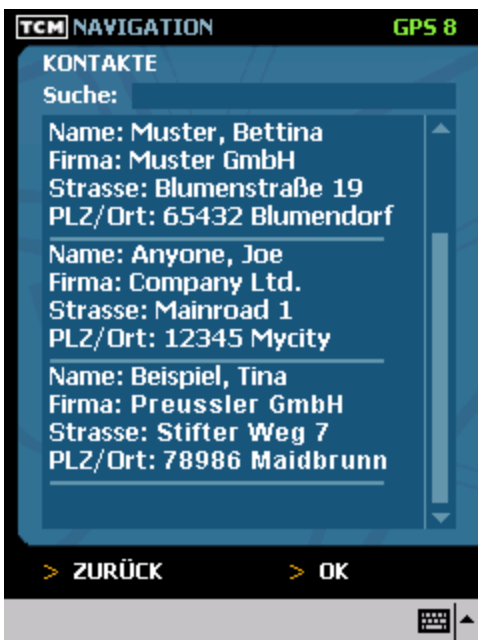 TCM NAVIGATION GPS 8
KONTAKTE
Suche:
Name: Muster, Bettina
Firma: Muster GmbH
Strasse: Blumenstraße 19
PLZ/Ort: 65432 Blumendorf
Name: Anyone, Joe
Firma: Company Ltd.
Strasse: Mainroad 1
PLZ/Ort: 12345 Mycity
Name: Beispiel, Tina
Firma: Preussler GmbH
Strasse: Stifter Weg 7
PLZ/Ort: 78986 Maidbrunn
> ZURÜCK > OK